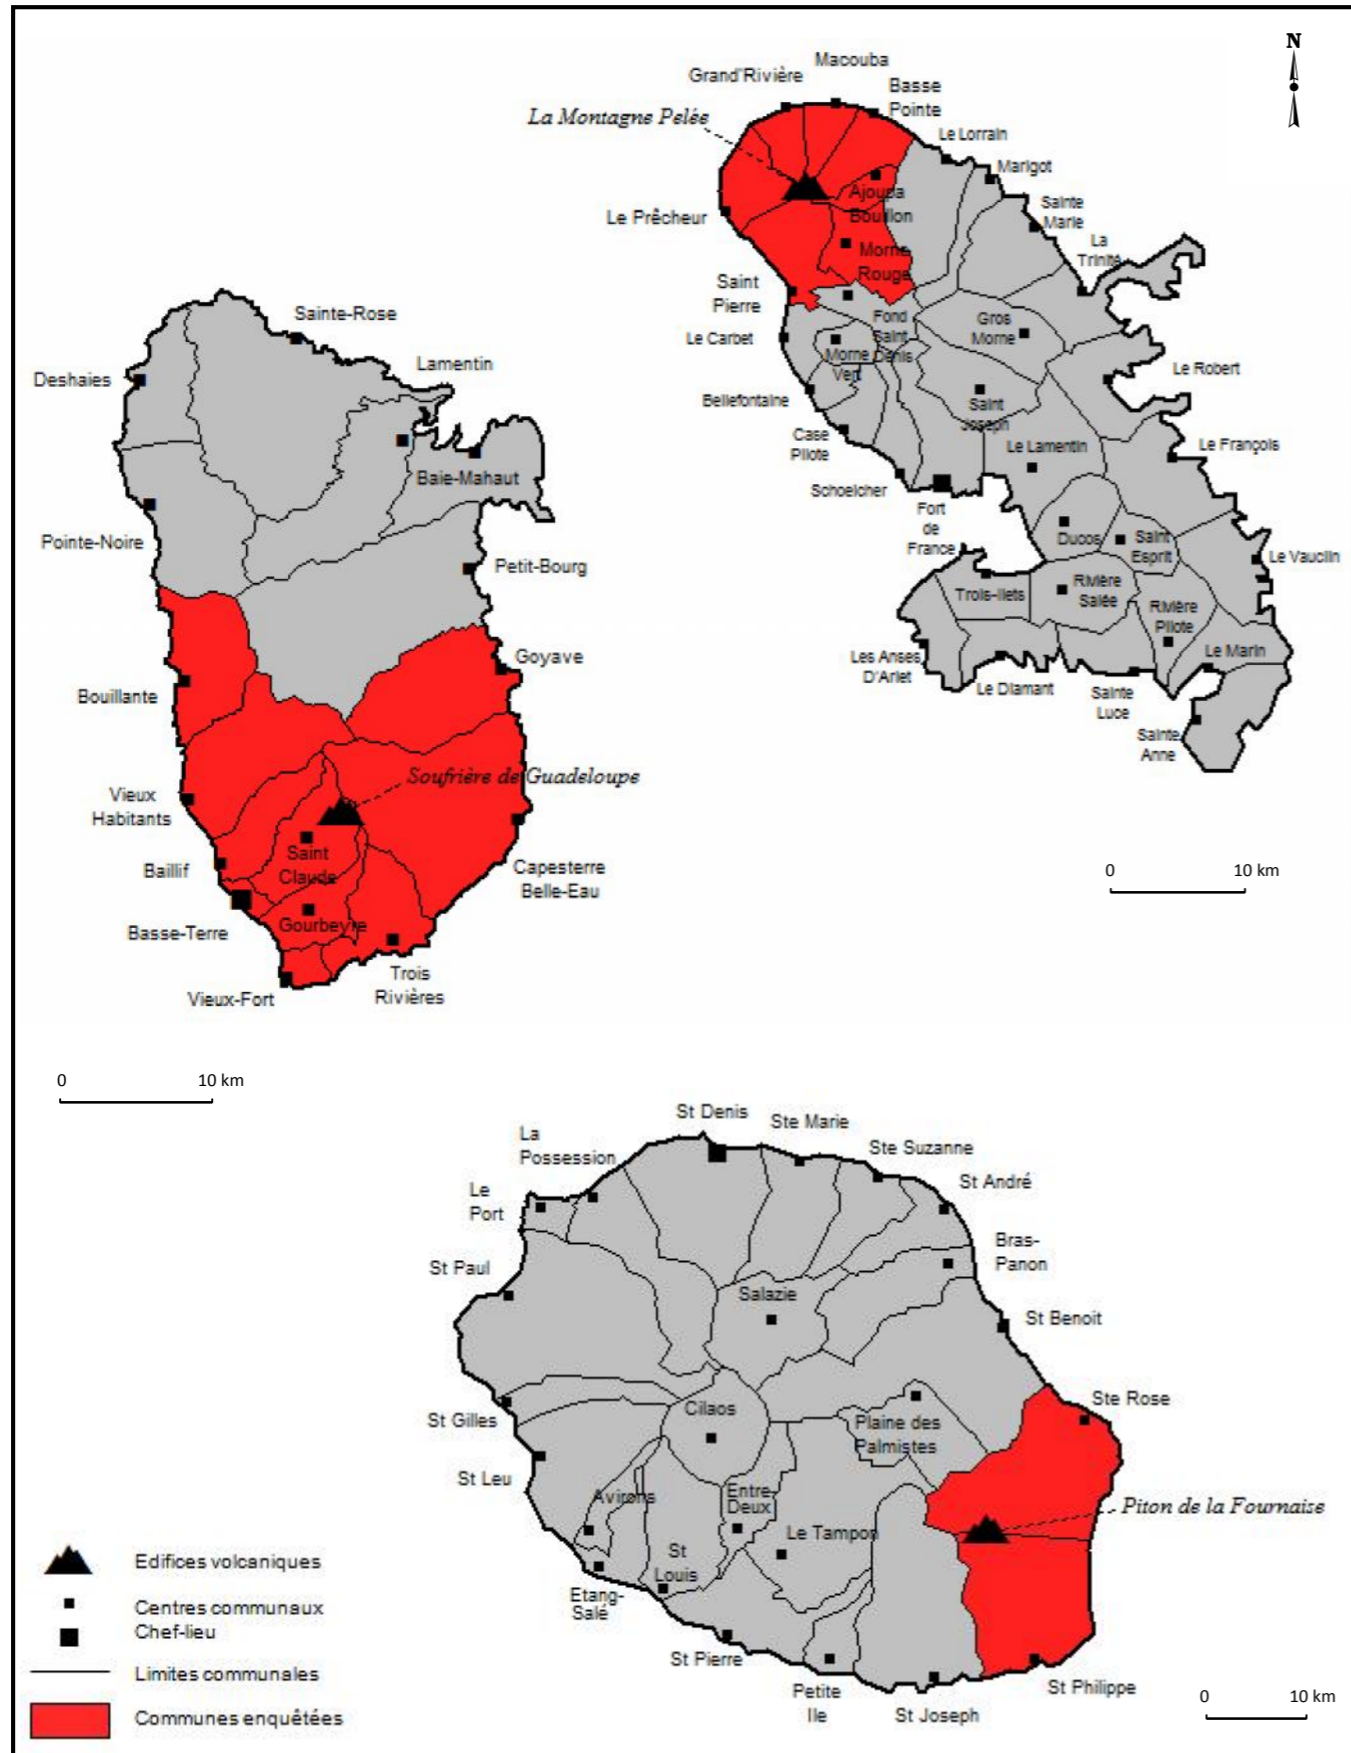 N
Grand'Rivière
Macouba
Basse
Pointe
La Montagne Pelée
Le Lorrain
Marigot
Sainte
Marie
La
Trinité
Ajoupa
Bouillon
Le Prêcheur
Morne
Rouge
Saint
Pierre
Fond
Saint
Denis
Gros
Morne
Le Carbet
Morne
Vert
Le Robert
Bellefontaine
Saint
Joseph
Case
Pilote
Le Lamentin
Le François
Schoelcher
Fort
de
France
Ducos
Saint
Esprit
Le Vauclin
Trois-Ilets
Rivière
Salée
Rivière
Pilote
Les Anses
D'Arlet
Le Diamant
Sainte
Luce
Le Marin
Sainte
Anne
0
10 km
Sainte-Rose
Lamentin
Deshaies
Baie-Mahaut
Pointe-Noire
Petit-Bourg
Goyave
Bouillante
Soufrière de Guadeloupe
Vieux
Habitants
Saint
Claude
Baillif
Capesterre
Belle-Eau
Basse-Terre
Gourbeyre
Trois
Rivières
Vieux-Fort
0
10 km
St Denis
Ste Marie
La
Possession
Ste Suzanne
St André
Le
Port
Bras-
Panon
St Paul
Salazie
St Benoit
Ste Rose
St Gilles
Cilaos
Plaine des
Palmistes
St Leu
Avirons
Entre
Deux
Le Tampon
Piton de la Fournaise
St
Louis
Etang-
Salé
St Pierre
Petite
Ile
St Joseph
St Philippe
0
10 km
Edifices volcaniques
Centres communaux
Chef-lieu
Limites communales
Communes enquêtées